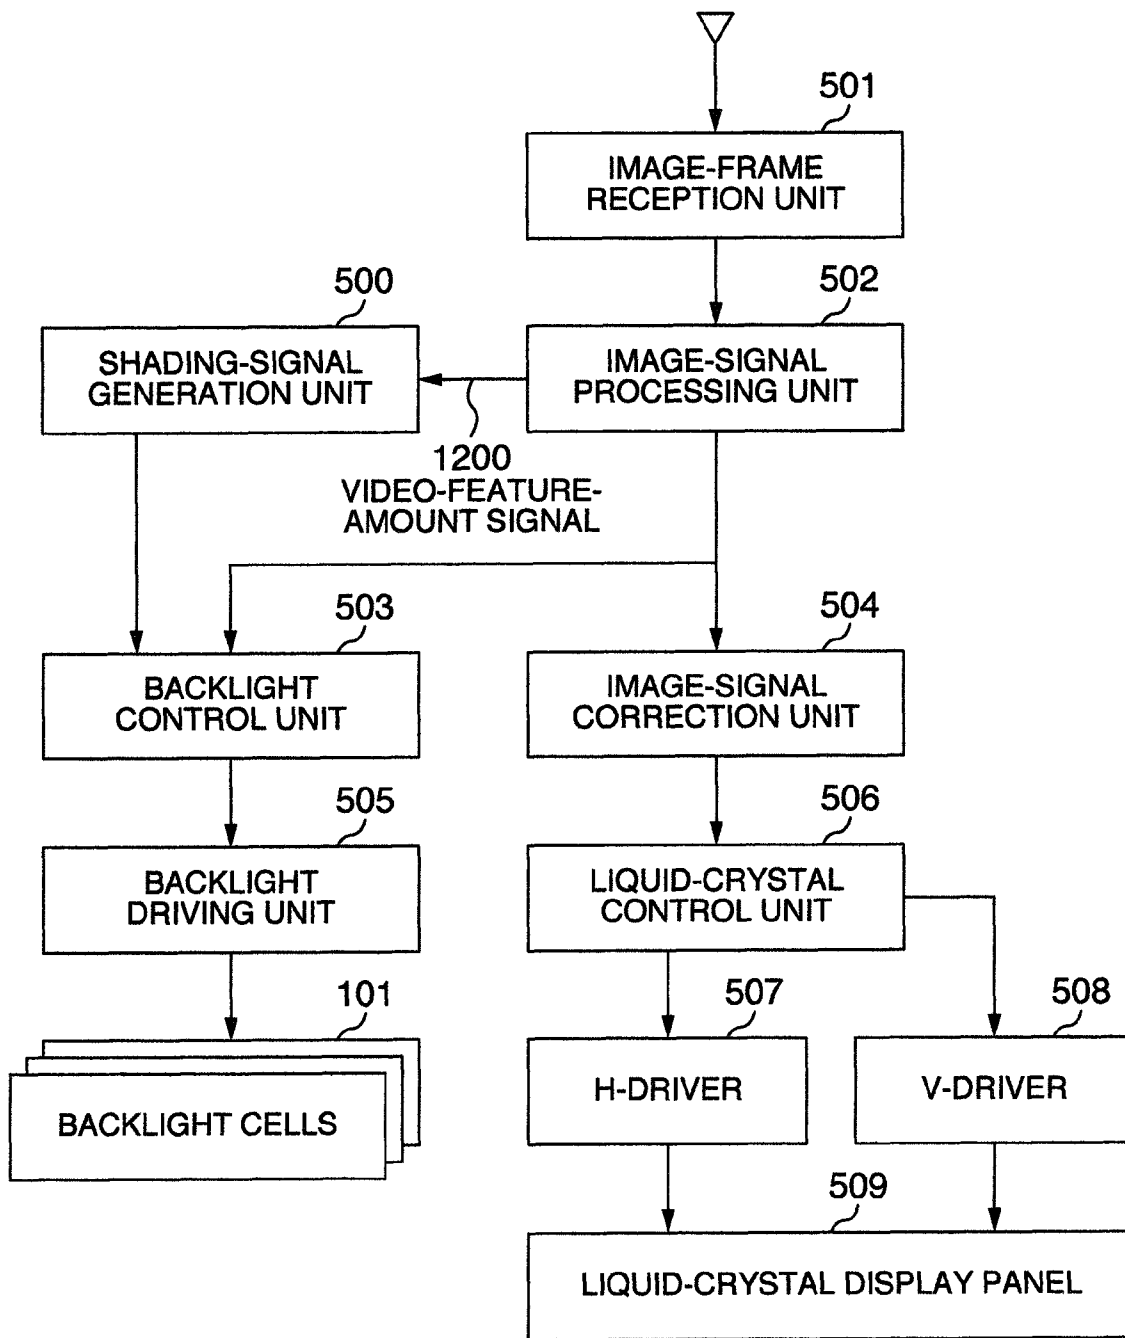 501
IMAGE-FRAME
RECEPTION UNIT
500
502
SHADING-SIGNAL
GENERATION UNIT
IMAGE-SIGNAL
PROCESSING UNIT
1200
VIDEO-FEATURE-
AMOUNT SIGNAL
503
504
BACKLIGHT
CONTROL UNIT
IMAGE-SIGNAL
CORRECTION UNIT
505
506
BACKLIGHT
DRIVING UNIT
LIQUID-CRYSTAL
CONTROL UNIT
101
507
508
BACKLIGHT CELLS
H-DRIVER
V-DRIVER
509
LIQUID-CRYSTAL DISPLAY PANEL